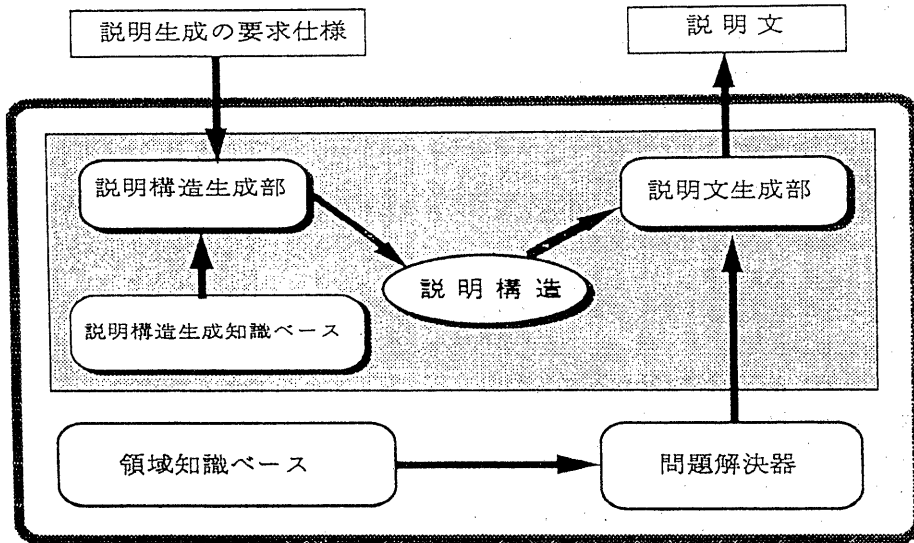 説明生成の要求仕様
説明文
説明構造生成部
説明文生成部
説明構造
説明構造生成知識ベース
領域知識ベース
問題解決器